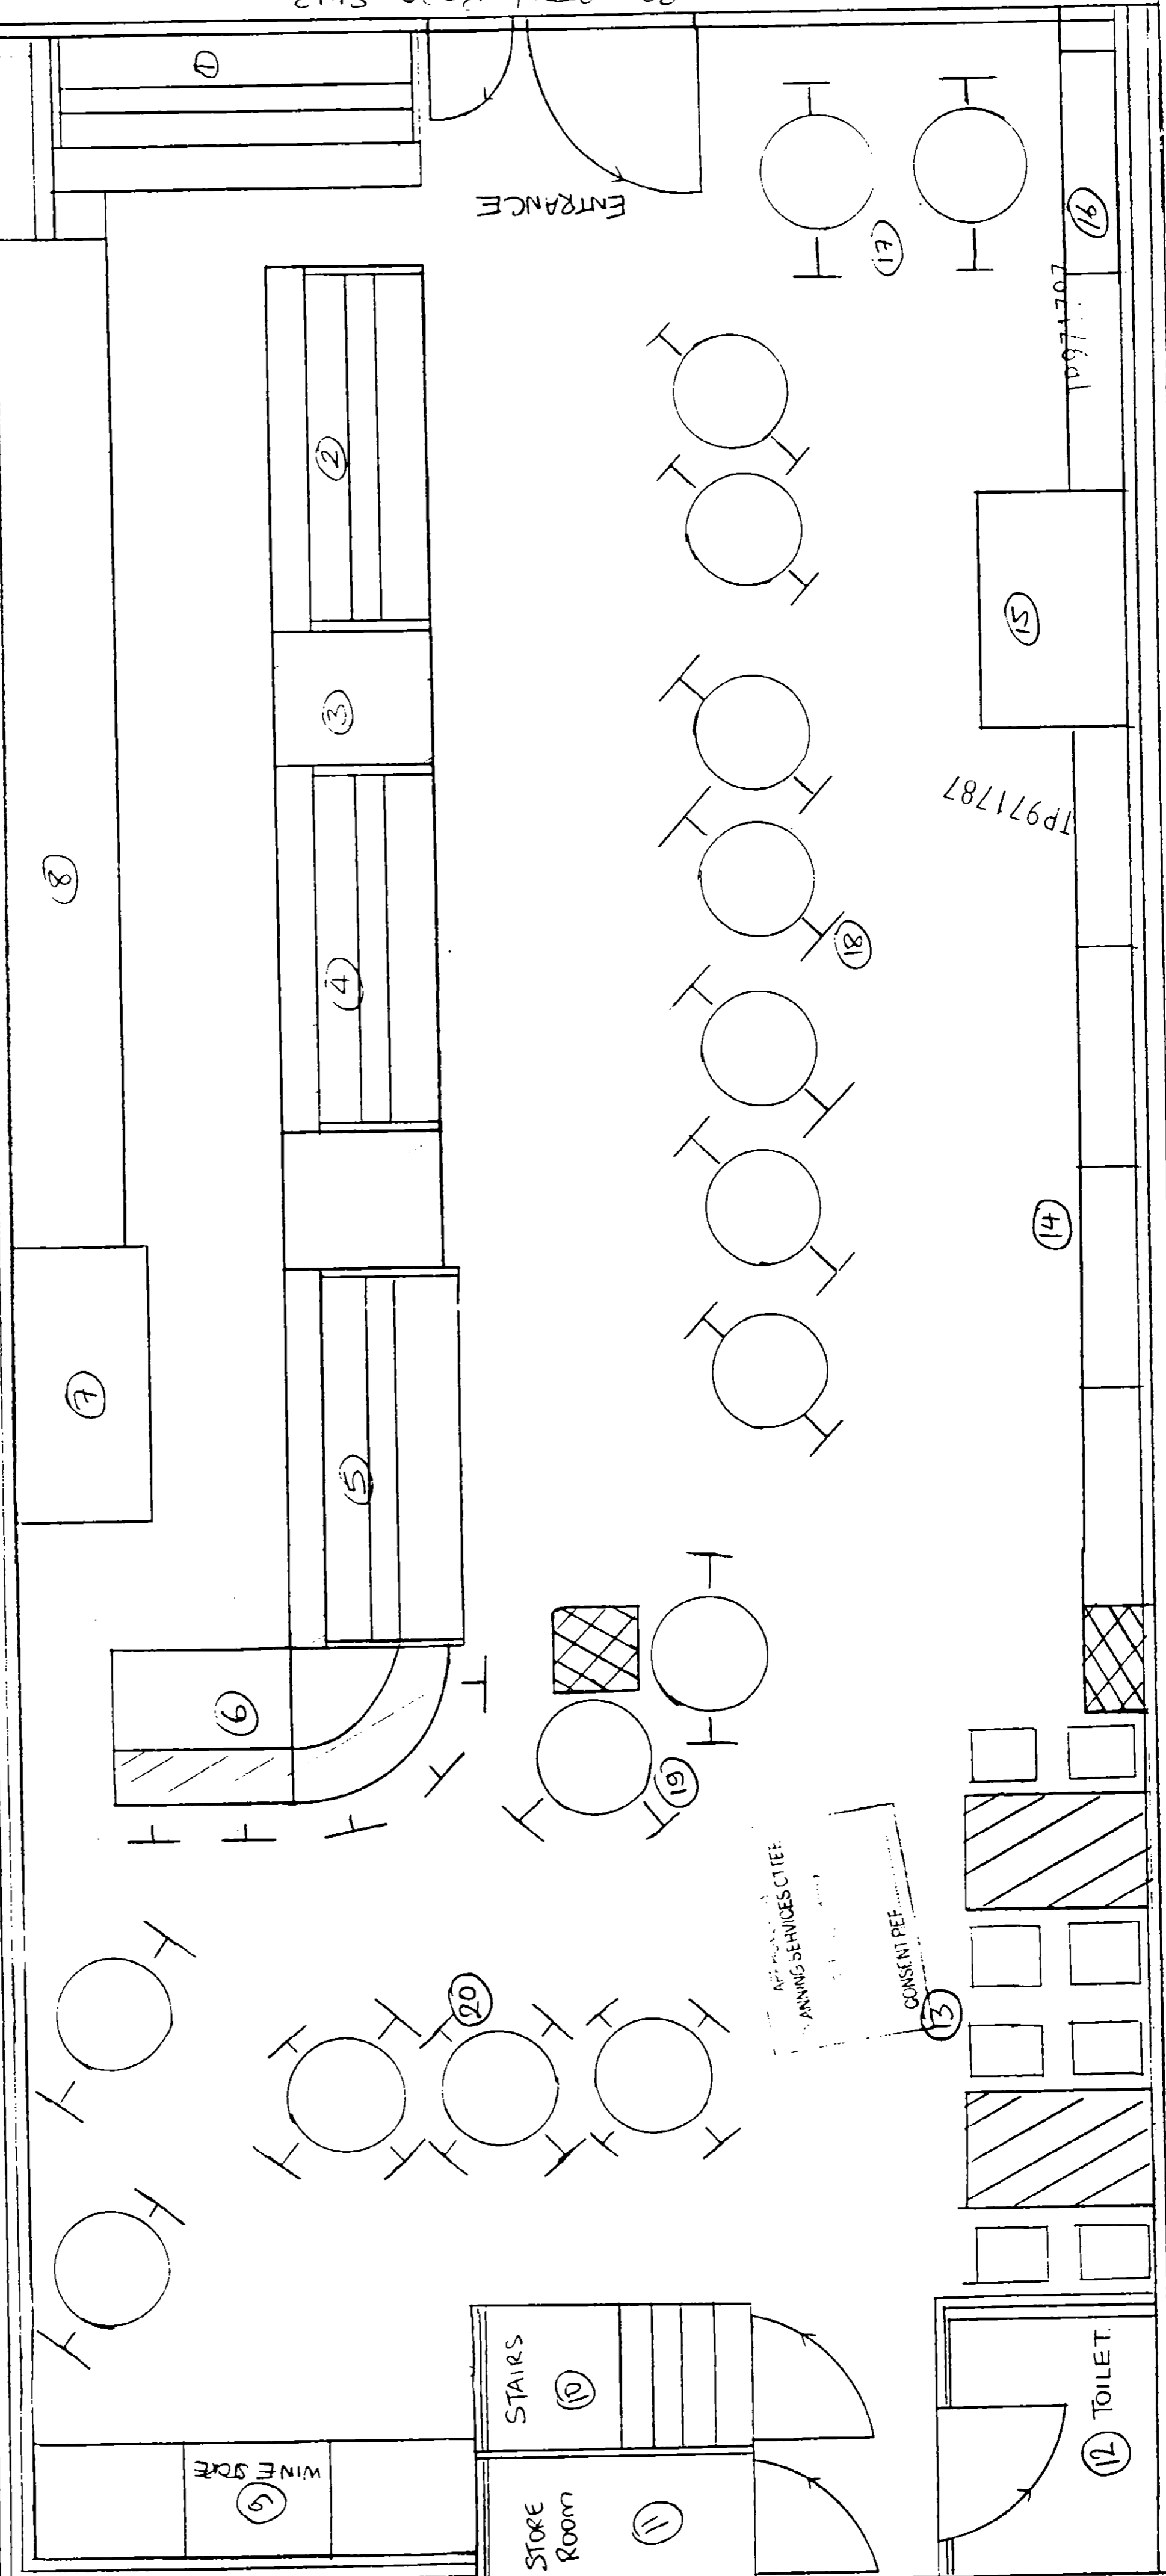 ①
ENTRANCE
⑯
⑰
TP971787
②
⑮
③
TP971787
⑧
⑱
④
⑭
⑦
⑤
⑥
⑲
ANNING SERVICES CTTEE
CONSENT REF
⑬
⑳
STAIRS
⑩
WINE STORE
⑨
STORE
ROOM
⑪
⑫ TOILET.